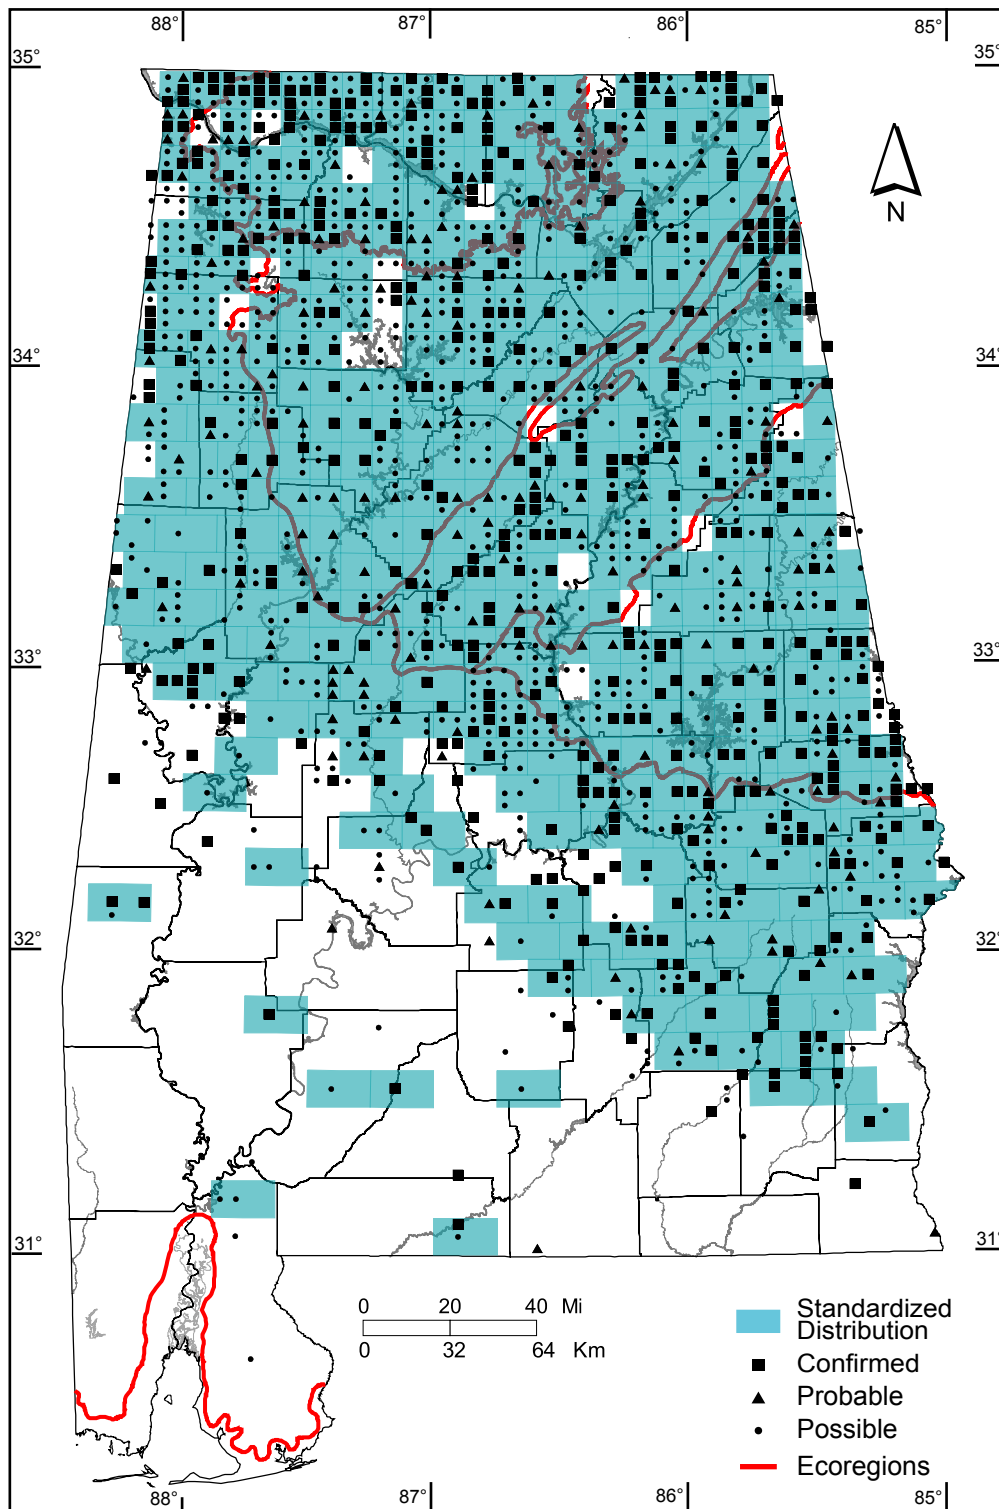 88° 87° 86° 85°
35° 35°
N
34° 34°
33° 33°
32° 32°
31° 31°
0 20 40 Mi
0 32 64 Km
Standardized
Distribution
Confirmed
Probable
Possible
Ecoregions
88° 87° 86° 85°